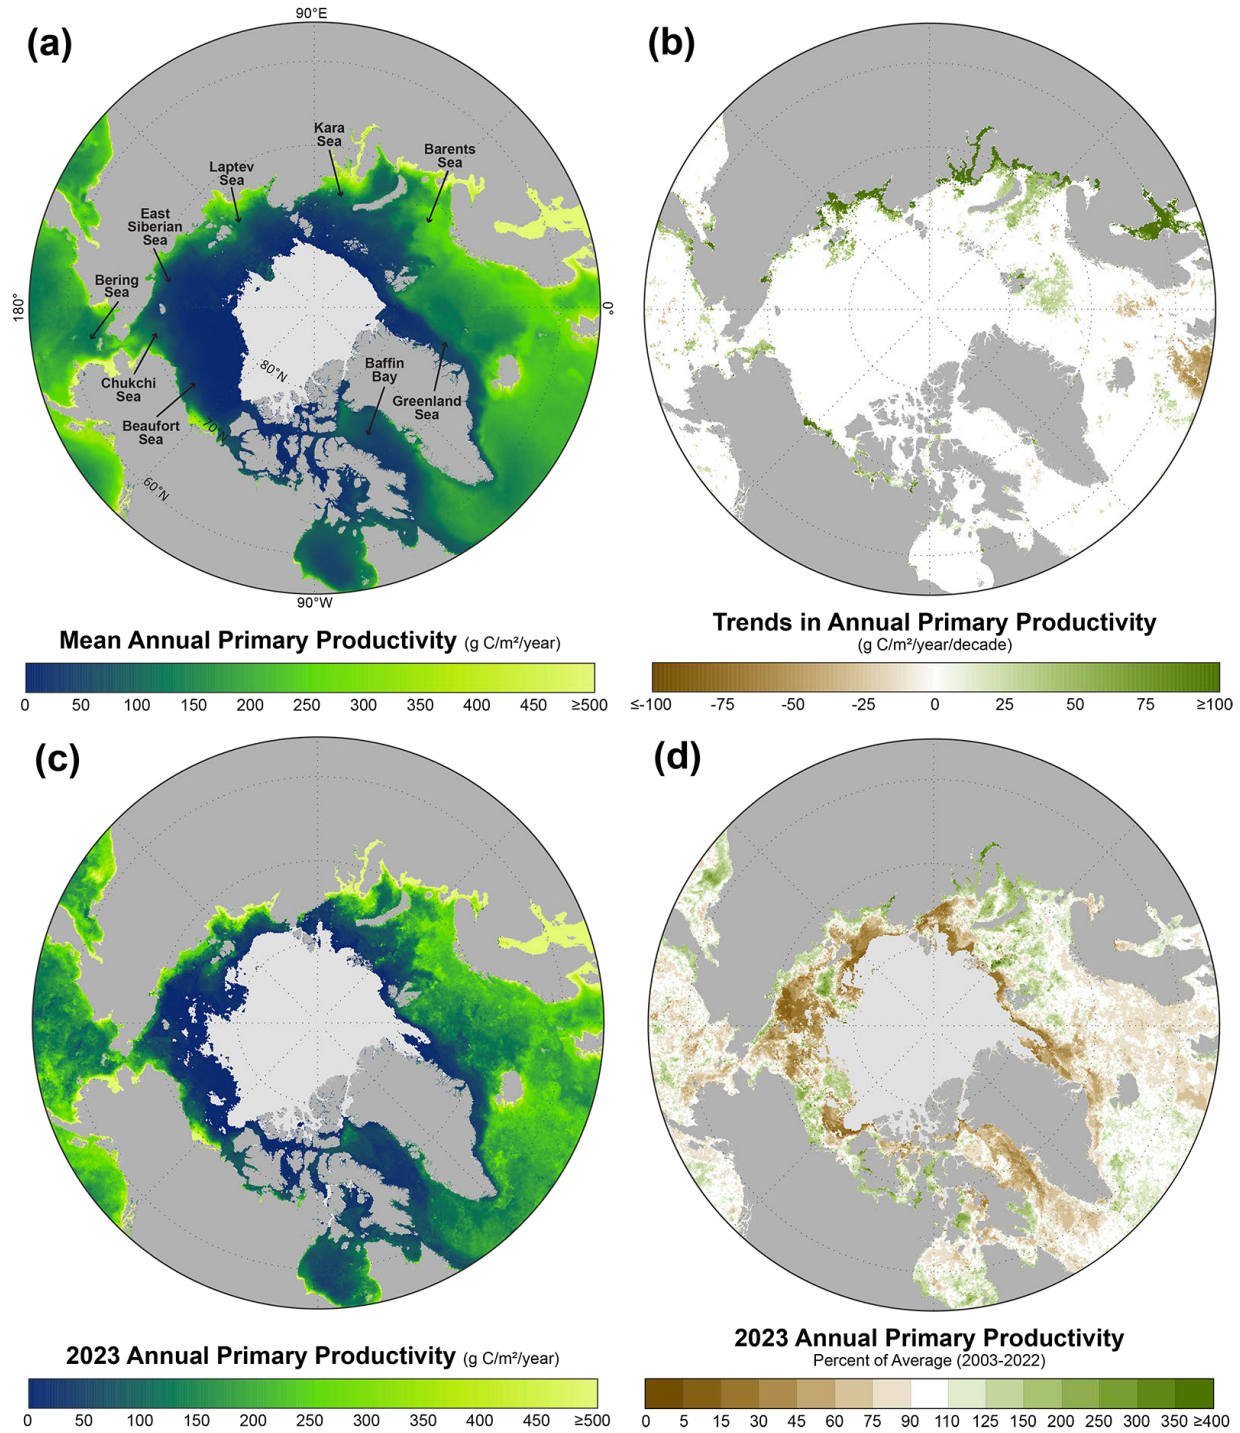 (a)
90°E
Kara
Sea
Barents
Sea
Laptev
Sea
East
Siberian
Sea
Bering
Sea
180°
0°
80°N
Baffin
Bay
Chukchi
Sea
Greenland
Sea
Beaufort
Sea
70°N
60°N
90°W
Mean Annual Primary Productivity (g C/m²/year)
0 50 100 150 200 250 300 350 400 450 ≥500
(b)
Trends in Annual Primary Productivity
(g C/m²/year/decade)
≤-100 -75 -50 -25 0 25 50 75 ≥100
(c)
2023 Annual Primary Productivity (g C/m²/year)
0 50 100 150 200 250 300 350 400 450 ≥500
(d)
2023 Annual Primary Productivity
Percent of Average (2003-2022)
0 5 15 30 45 60 75 90 110 125 150 200 250 300 350 ≥400